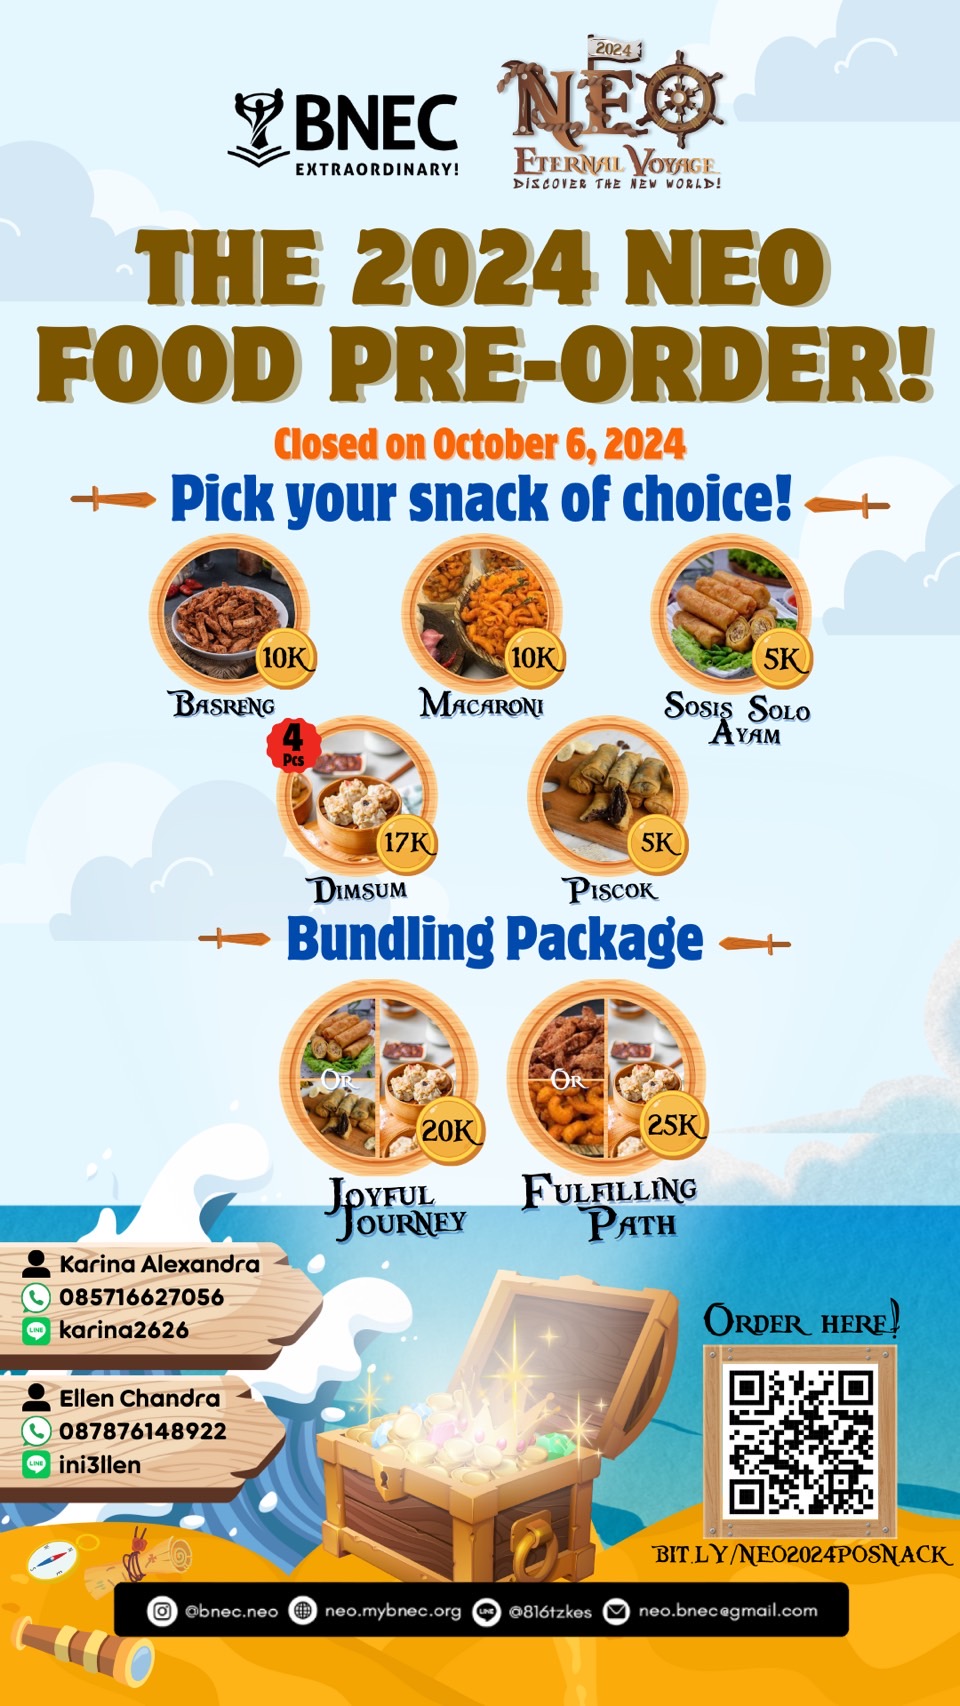 BNEC
EXTRAORDINARY!
2024
NEO
ETERNAL VOYAGE
DISCOVER THE NEW WORLD!
THE 2024 NEO
FOOD PRE-ORDER!
Closed on October 6, 2024
Pick your snack of choice!
10K
10K
5K
BASRENG
MACARONI
SOSIS SOLO
AYAM
4
Pcs
17K
5K
DIMSUM
PISCOK
Bundling Package
OR
OR
20K
25K
JOYFUL
JOURNEY
FULFILLING
PATH
Karina Alexandra
085716627056
LINE
karina2626
Ellen Chandra
087876148922
LINE
ini3llen
ORDER HERE!
BIT.LY/NEO2024POSNACK
@bnec.neo
neo.mybnec.org
LINE
@816tzkes
neo.bnec@gmail.com